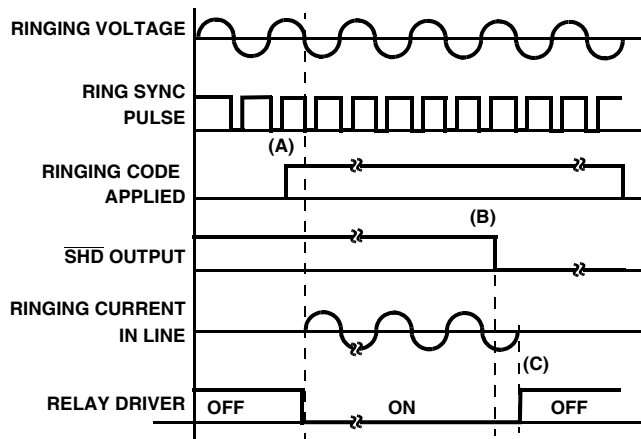 RINGING VOLTAGE
RING SYNC
PULSE
(A)
RINGING CODE
APPLIED
(B)
SHD OUTPUT
RINGING CURRENT
IN LINE
(C)
RELAY DRIVER
OFF
ON
OFF